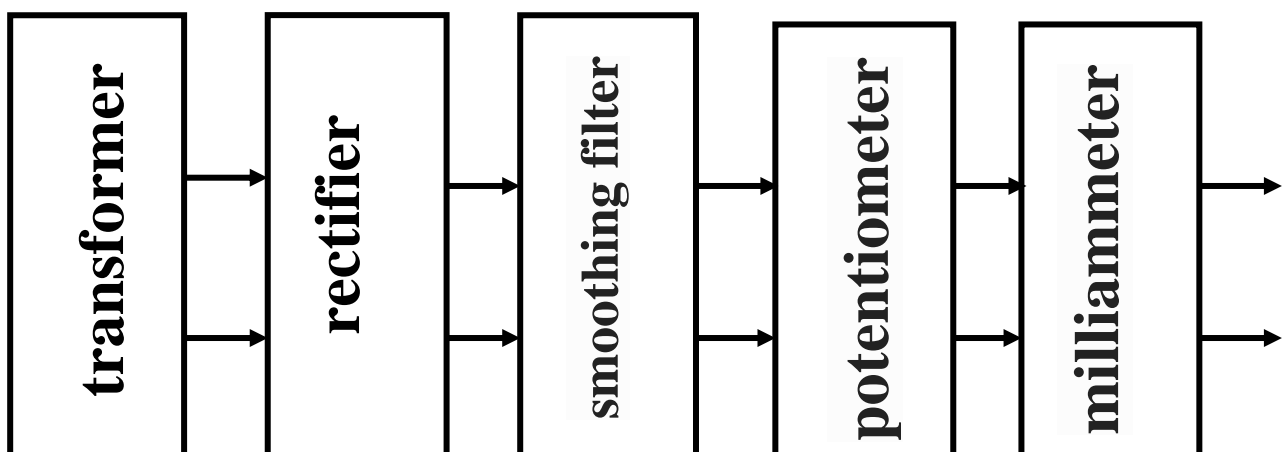 transformer
rectifier
smoothing filter
potentiometer
milliammeter